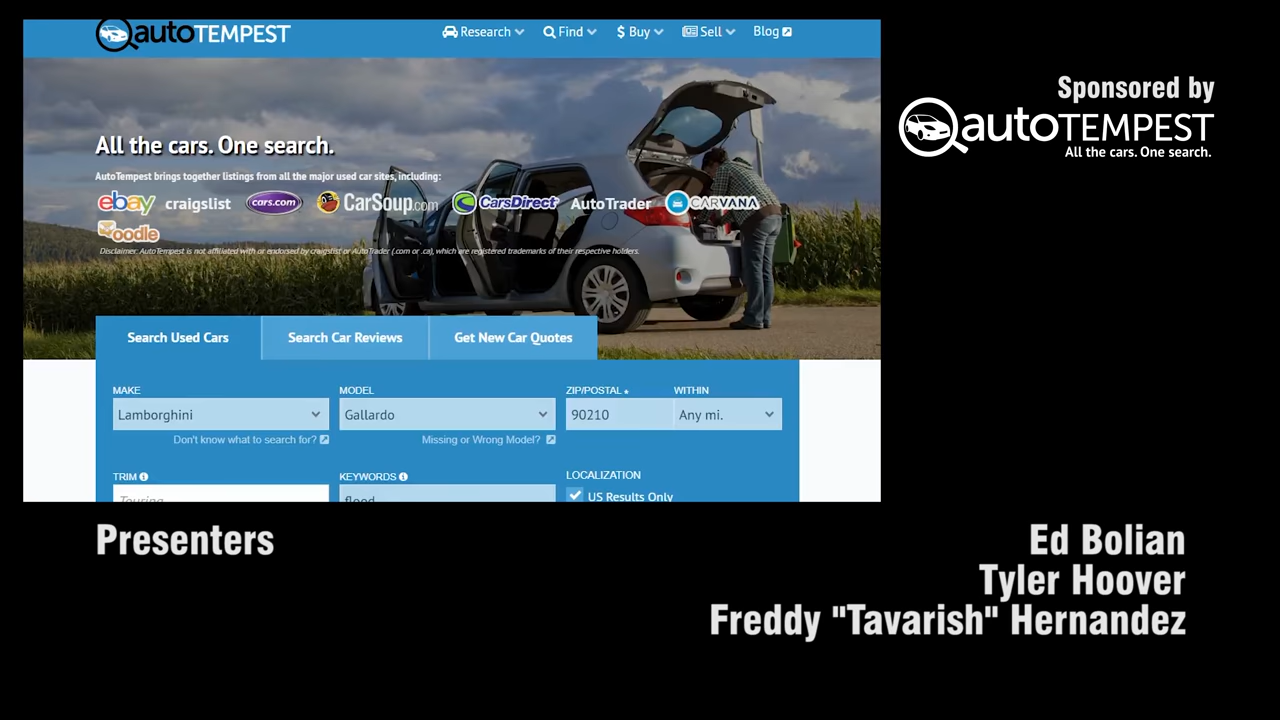 autoTEMPEST
Research
Find
$ Buy
Sell
Blog
Sponsored by
autoTEMPEST
All the cars. One search.
All the cars. One search.
AutoTempest brings together listings from all the major used car sites, including:
ebay craigslist cars.com CarSoup.com CarsDirect AutoTrader CARVANA
oodle
Disclaimer: AutoTempest is not affiliated with or endorsed by craigslist or AutoTrader (.com or .ca), which are registered trademarks of their respective holders.
Search Used Cars
Search Car Reviews
Get New Car Quotes
MAKE
MODEL
ZIP/POSTAL *
WITHIN
Lamborghini
Gallardo
90210
Any mi.
Don't know what to search for?
Missing or Wrong Model?
TRIM
KEYWORDS
LOCALIZATION
Touring
flood
US Results Only
Presenters
Ed Bolian
Tyler Hoover
Freddy "Tavarish" Hernandez